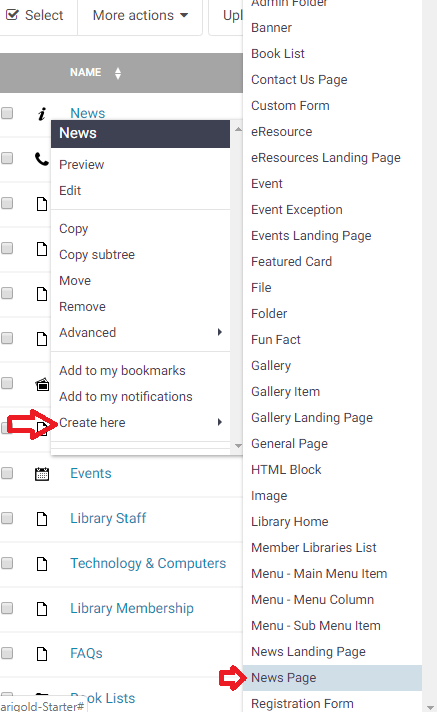 Select
More actions
Upl
NAME
News
News
Preview
Edit
Copy
Copy subtree
Move
Remove
Advanced
Add to my bookmarks
Add to my notifications
Create here
Events
Library Staff
Technology & Computers
Library Membership
FAQs
Book Lists
arigold-Starter#
Admin Folder
Banner
Book List
Contact Us Page
Custom Form
eResource
eResources Landing Page
Event
Event Exception
Events Landing Page
Featured Card
File
Folder
Fun Fact
Gallery
Gallery Item
Gallery Landing Page
General Page
HTML Block
Image
Library Home
Member Libraries List
Menu - Main Menu Item
Menu - Menu Column
Menu - Sub Menu Item
News Landing Page
News Page
Registration Form